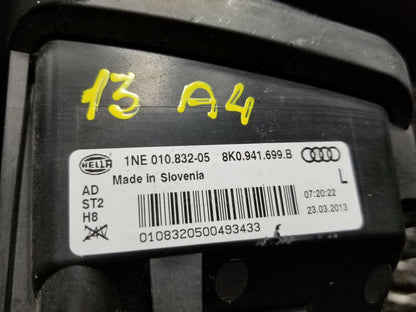 13 A4
HELLA 1NE 010.832-05 8K0.941.699.B
Made in Slovenia
AD
ST2
H8
L
07:20:22
23.03.2013
0108320500493433